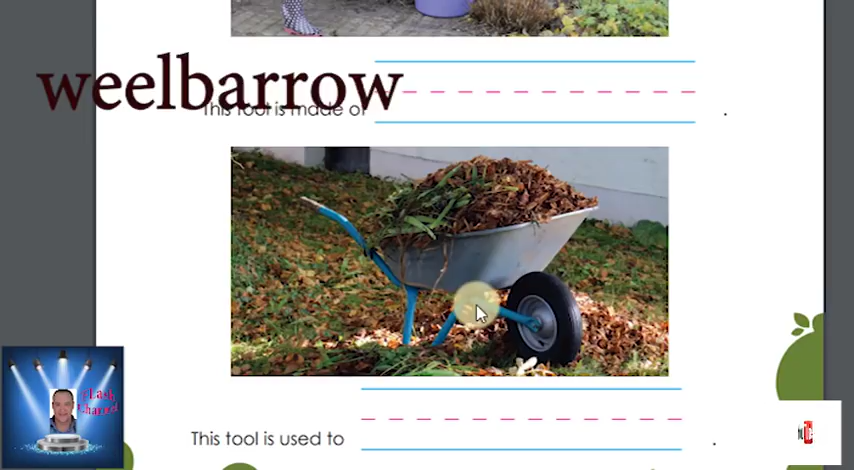 weelbarrow
This tool is made of .
This tool is used to .